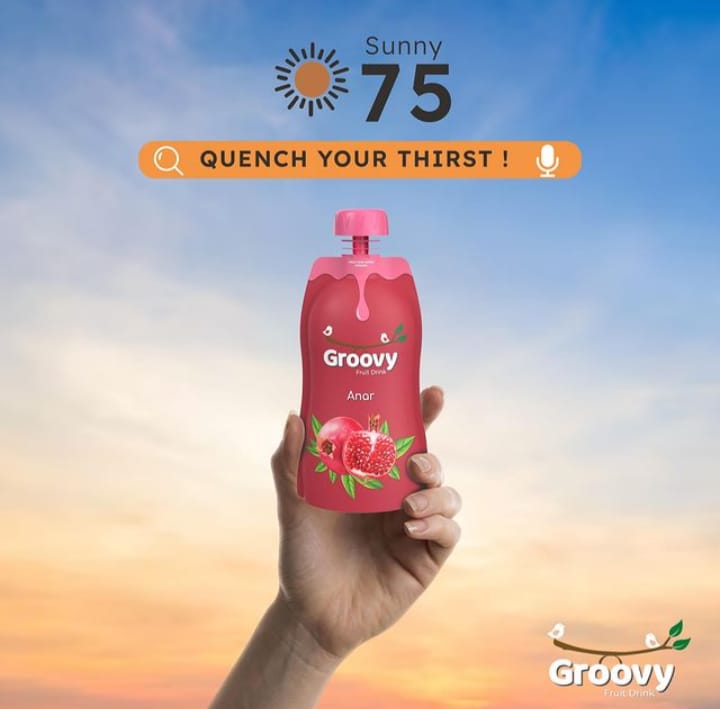 Sunny
75
QUENCH YOUR THIRST !
Groovy
Fruit Drink
Anar
Groovy
Fruit Drink